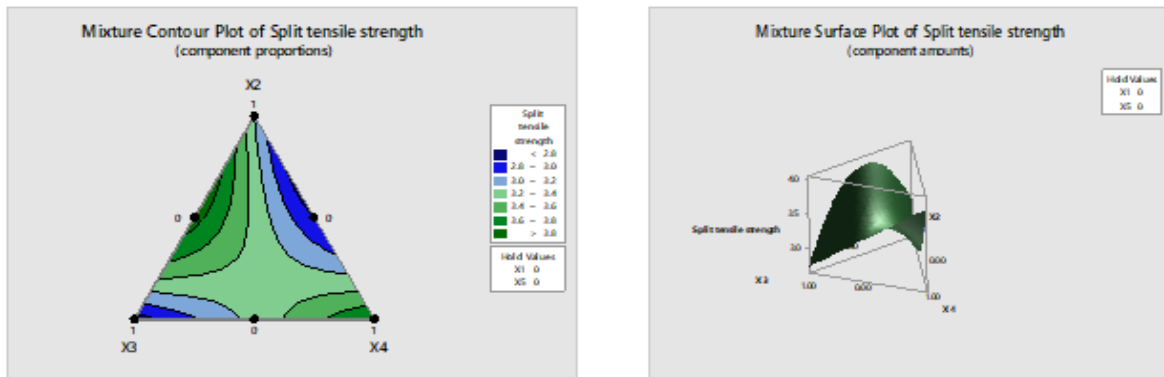 Mixture Contour Plot of Split tensile strength
(component proportions)
X2
1
Split
tensile
strength
< 2.8
2.8 – 3.0
3.0 – 3.2
3.2 – 3.4
3.4 – 3.6
3.6 – 3.8
> 3.8
0
0
Hold Values
X1 0
X5 0
1
0
1
X3
X4
Mixture Surface Plot of Split tensile strength
(component amounts)
Hold Values
X1 0
X5 0
4.0
3.5
X2
Split tensile strength
3.0
0.00
X3
1.00
0.00
1.00
X4